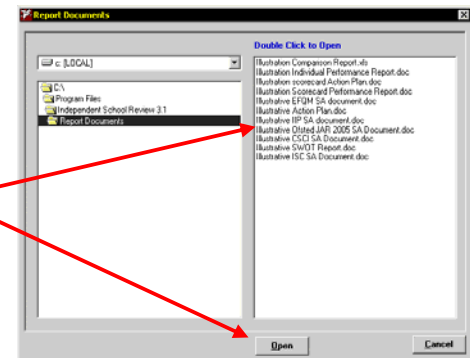 Report Documents
Double Click to Open
c: [LOCAL]
C:\
Program Files
Independent School Review 3.1
Report Documents
Illustration Comparison Report.xls
Illustration Individual Performance Report.doc
Illustration scorecard Action Plan.doc
Illustration Scorecard Performance Report.doc
Illustrative EFQM SA document.doc
Illustrative Action Plan.doc
Illustrative IIP SA document.doc
Illustrative Ofsted JAR 2005 SA Document.doc
Illustrative CSCI SA Document.doc
Illustrative SWOT Report.doc
Illustrative ISC SA Document.doc
Open
Cancel